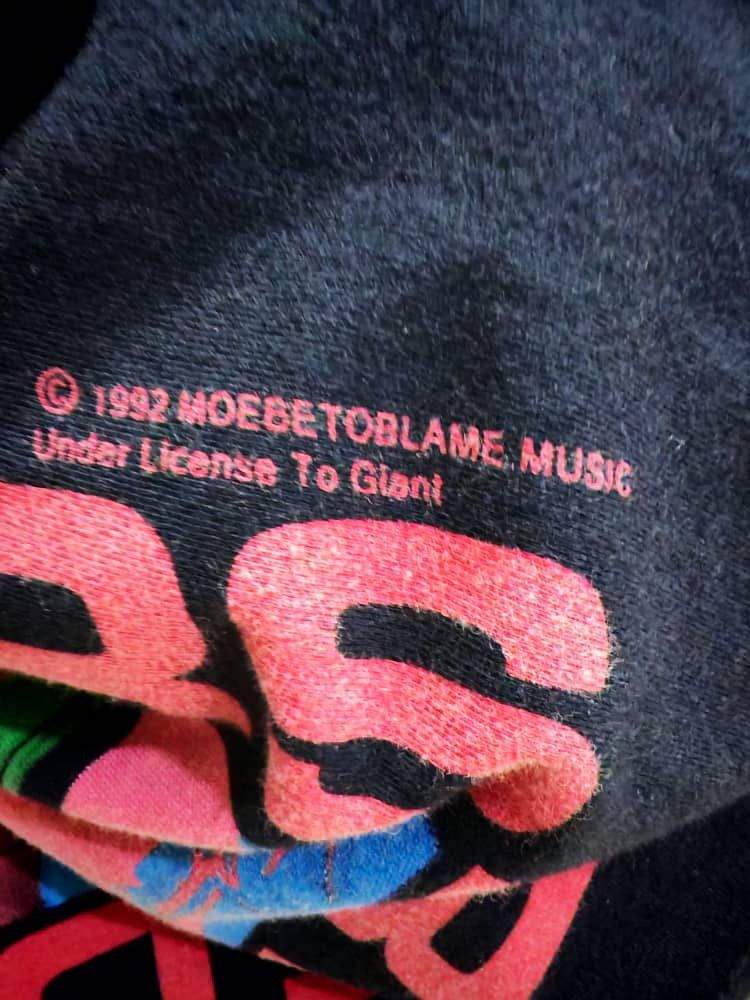 © 1992 MOEBETOBLAME MUSIC
Under License To Giant
S